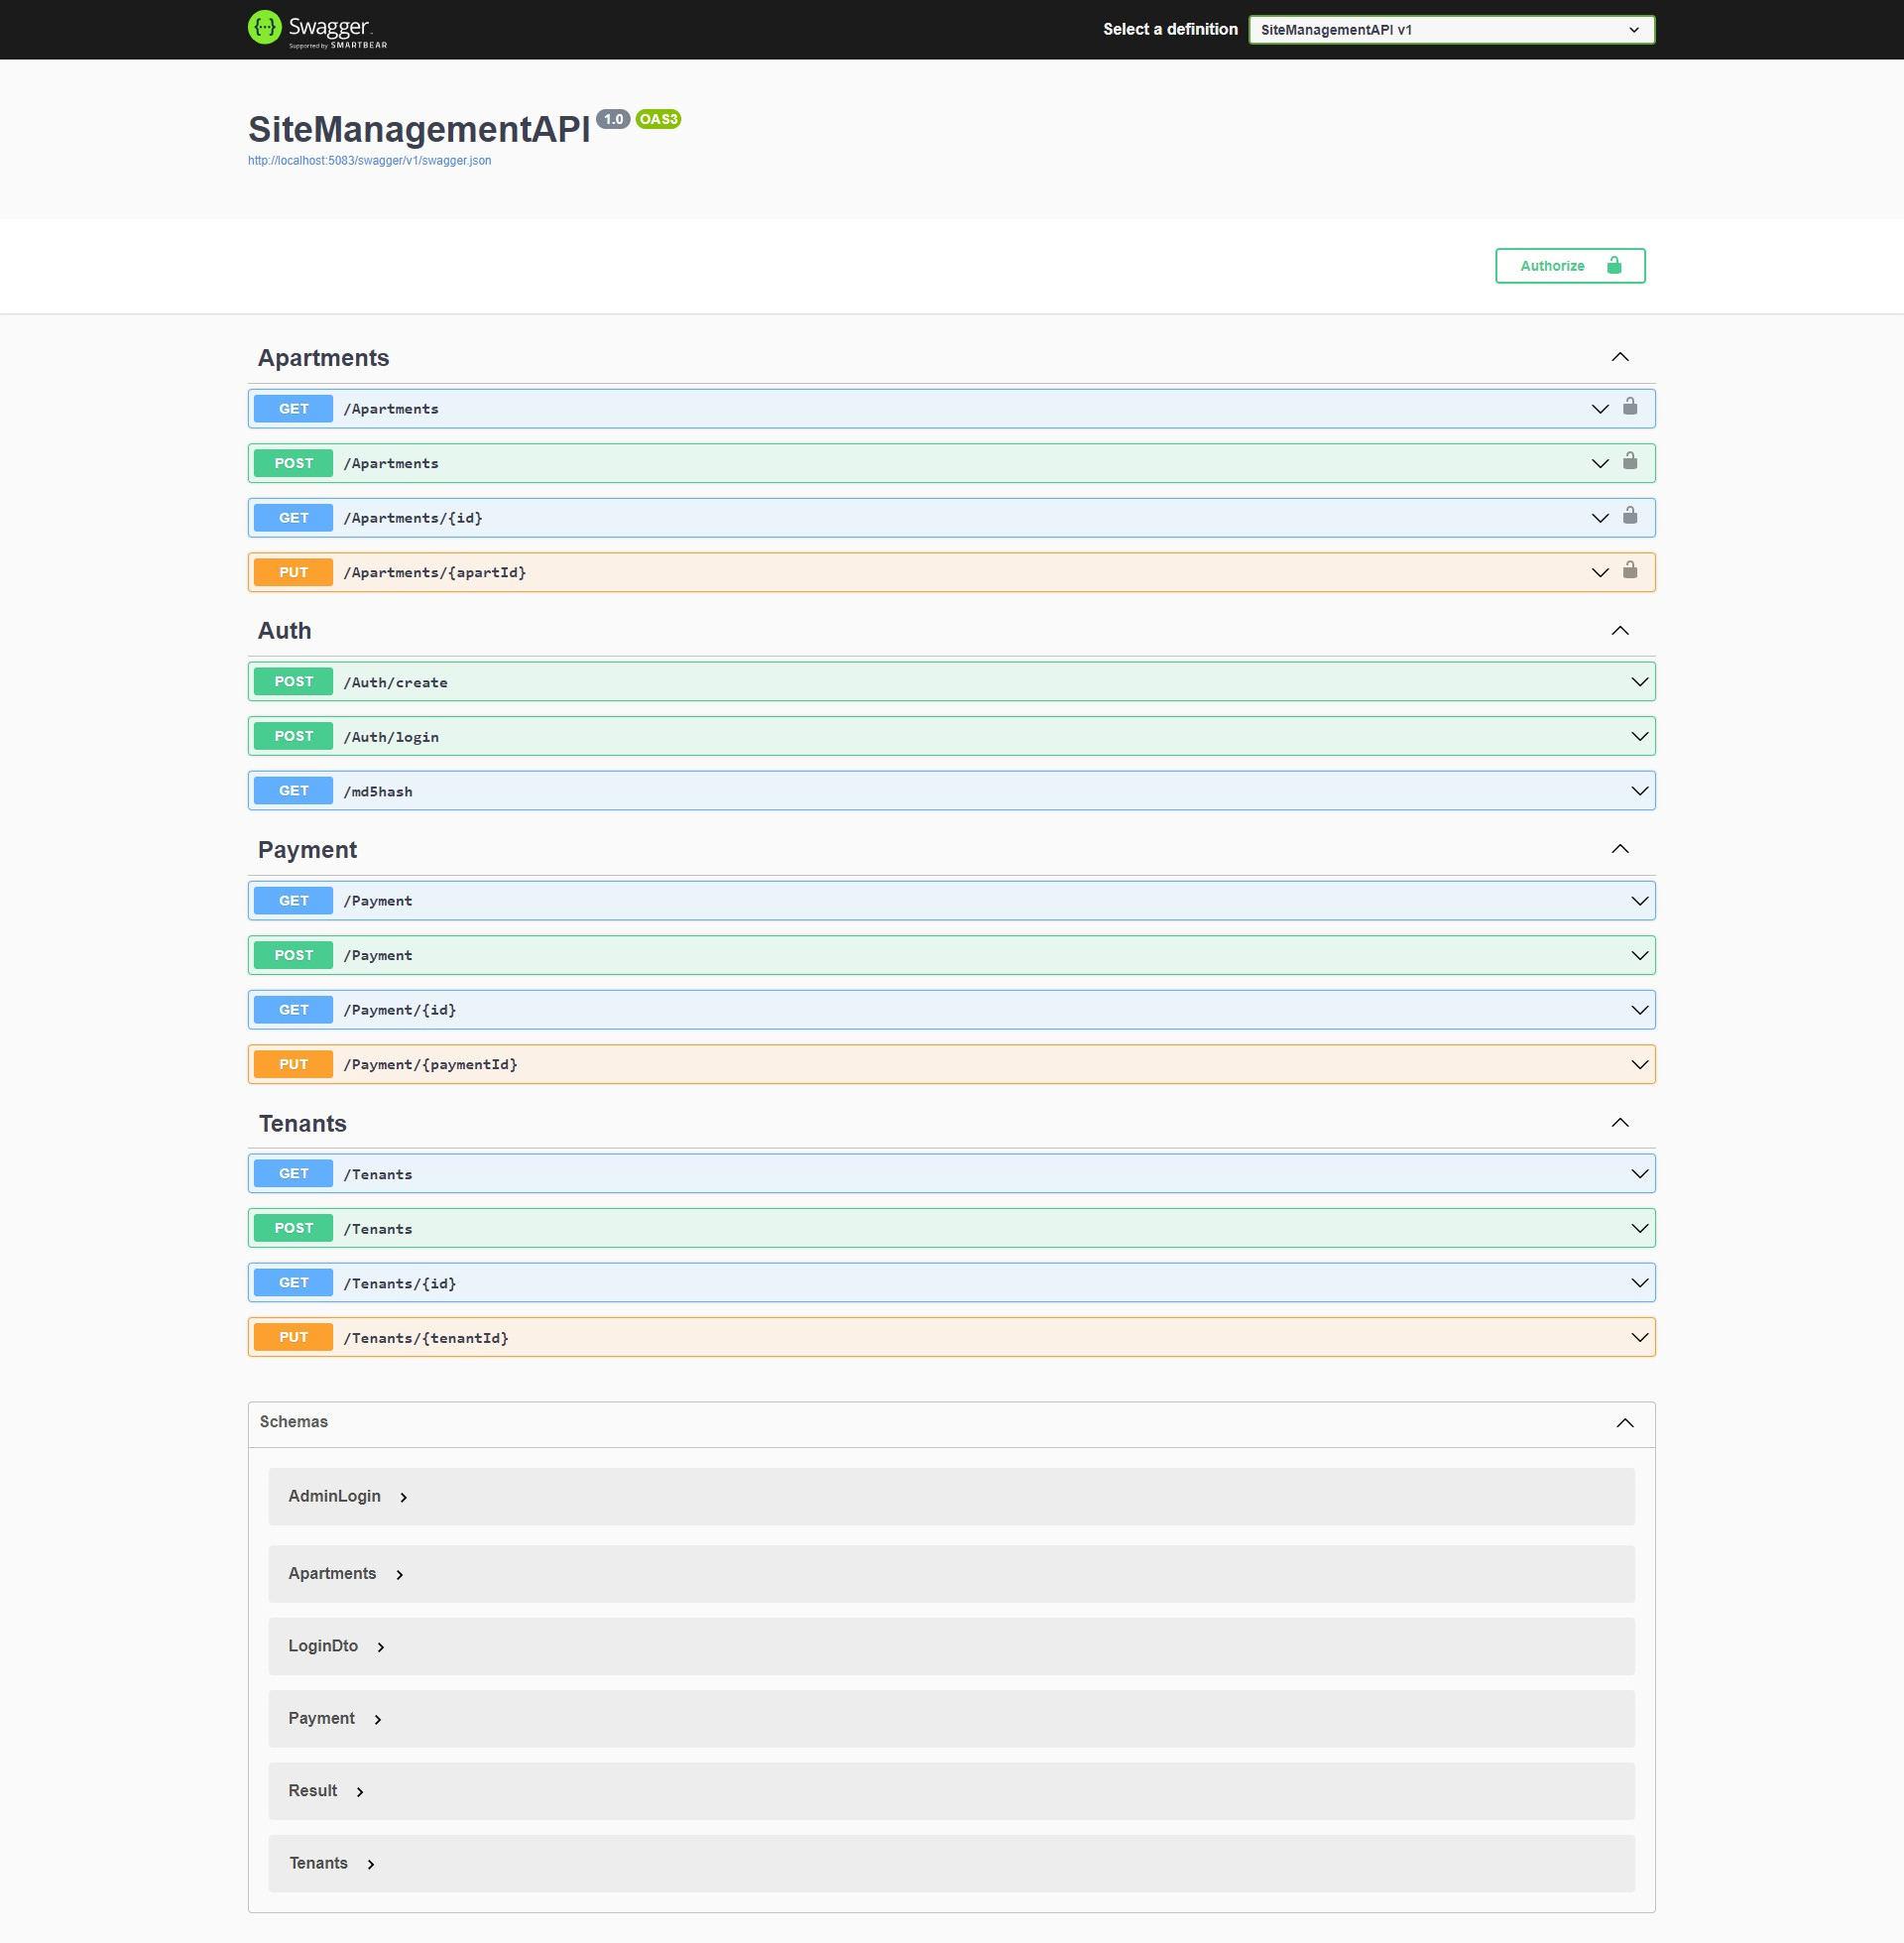 Swagger.
Supported by SMARTBEAR
Select a definition
SiteManagementAPI v1
SiteManagementAPI 1.0 OAS3
http://localhost:5083/swagger/v1/swagger.json
Authorize
Apartments
GET /Apartments
POST /Apartments
GET /Apartments/{id}
PUT /Apartments/{apartId}
Auth
POST /Auth/create
POST /Auth/login
GET /md5hash
Payment
GET /Payment
POST /Payment
GET /Payment/{id}
PUT /Payment/{paymentId}
Tenants
GET /Tenants
POST /Tenants
GET /Tenants/{id}
PUT /Tenants/{tenantId}
Schemas
AdminLogin
Apartments
LoginDto
Payment
Result
Tenants